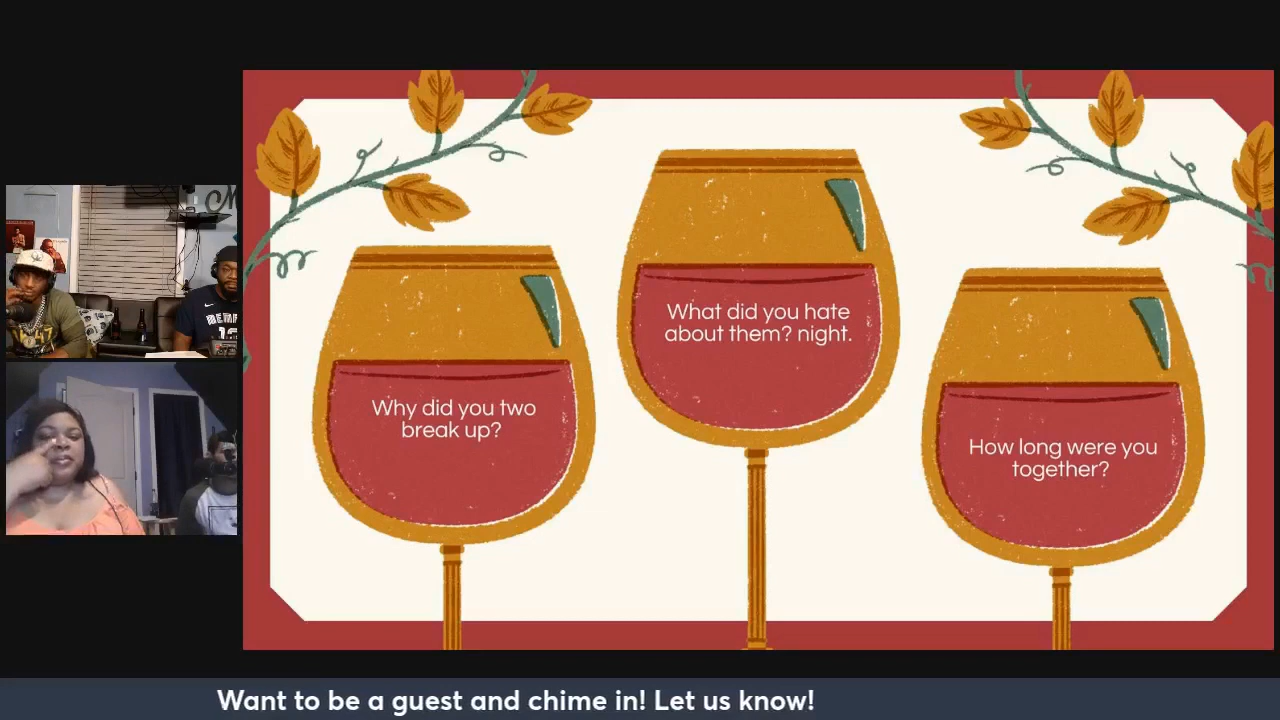 Why did you two
break up?
What did you hate
about them? night.
How long were you
together?
Want to be a guest and chime in! Let us know!